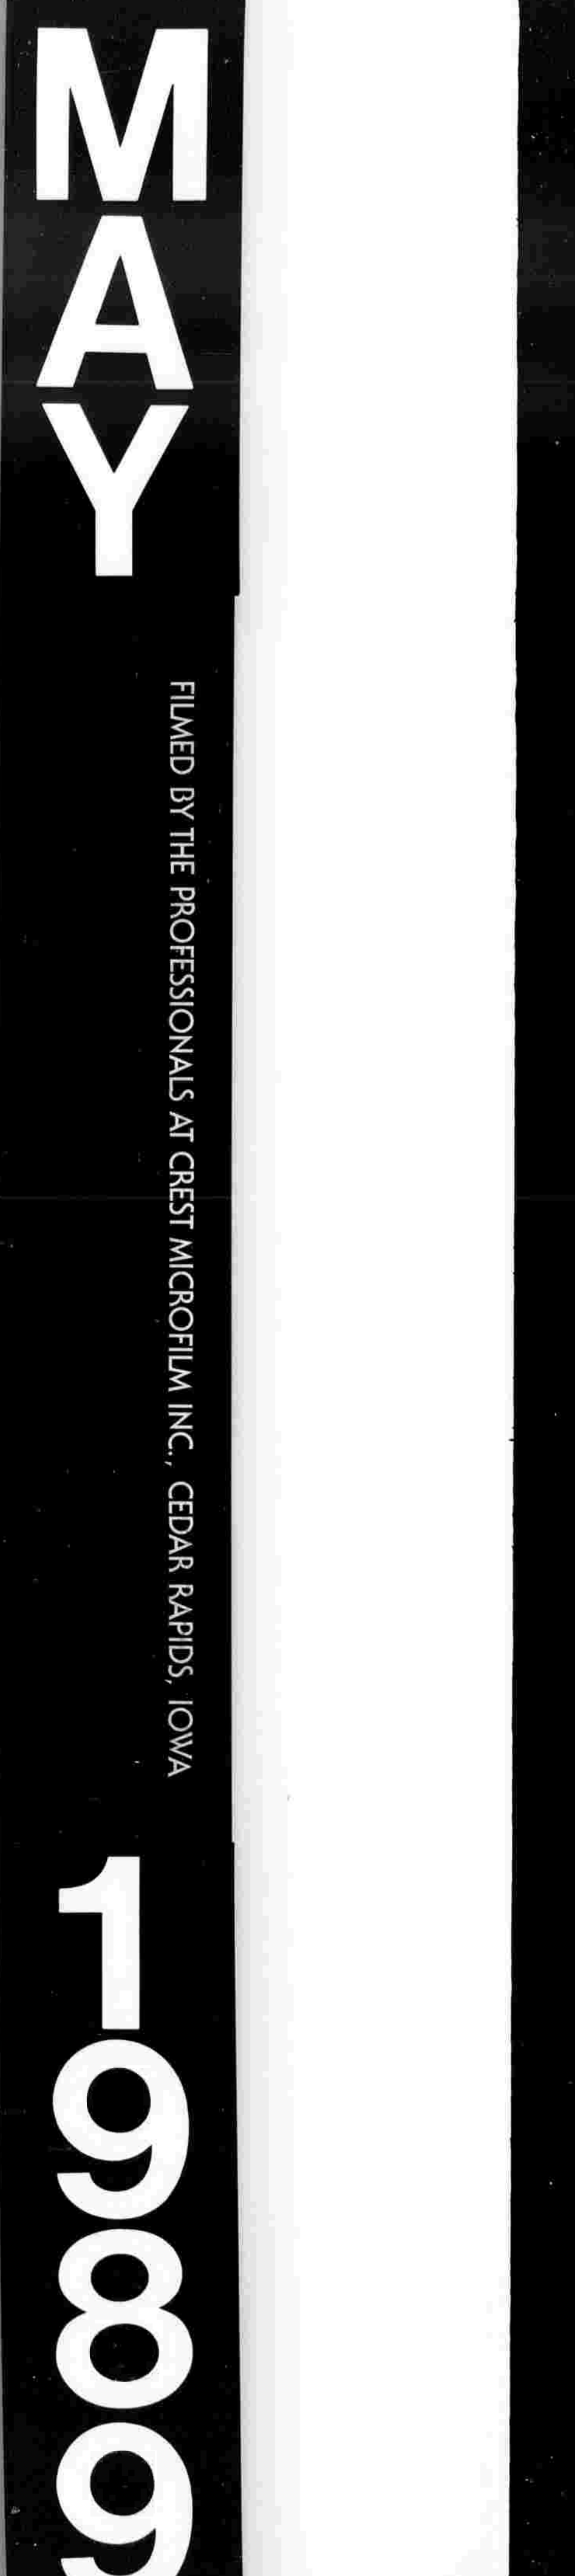 MAY
FILMED BY THE PROFESSIONALS AT CREST MICROFILM INC., CEDAR RAPIDS, IOWA
1989